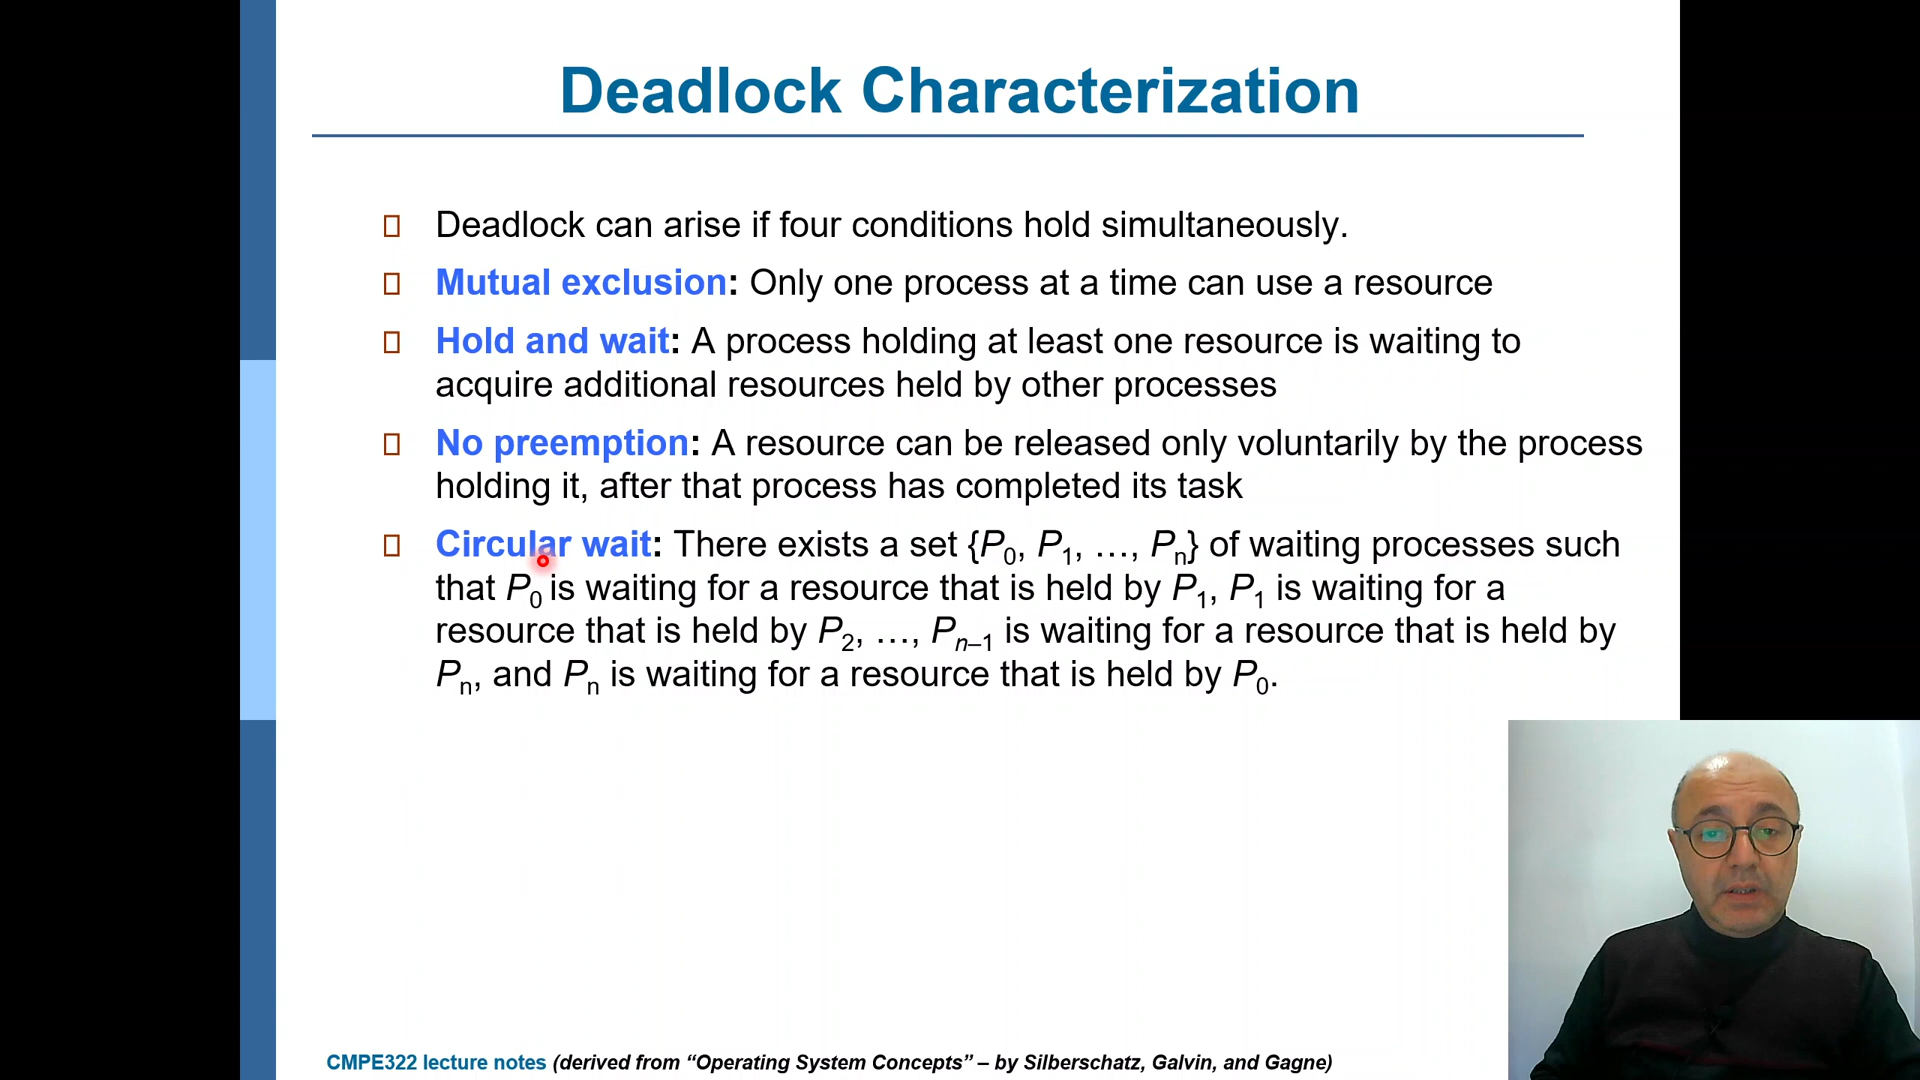 Deadlock Characterization
Deadlock can arise if four conditions hold simultaneously.
Mutual exclusion: Only one process at a time can use a resource
Hold and wait: A process holding at least one resource is waiting to
acquire additional resources held by other processes
No preemption: A resource can be released only voluntarily by the process
holding it, after that process has completed its task
Circular wait: There exists a set {P₀, P₁, …, Pₙ} of waiting processes such
that P₀ is waiting for a resource that is held by P₁, P₁ is waiting for a
resource that is held by P₂, …, Pₙ₋₁ is waiting for a resource that is held by
Pₙ, and Pₙ is waiting for a resource that is held by P₀.
CMPE322 lecture notes (derived from “Operating System Concepts” – by Silberschatz, Galvin, and Gagne)